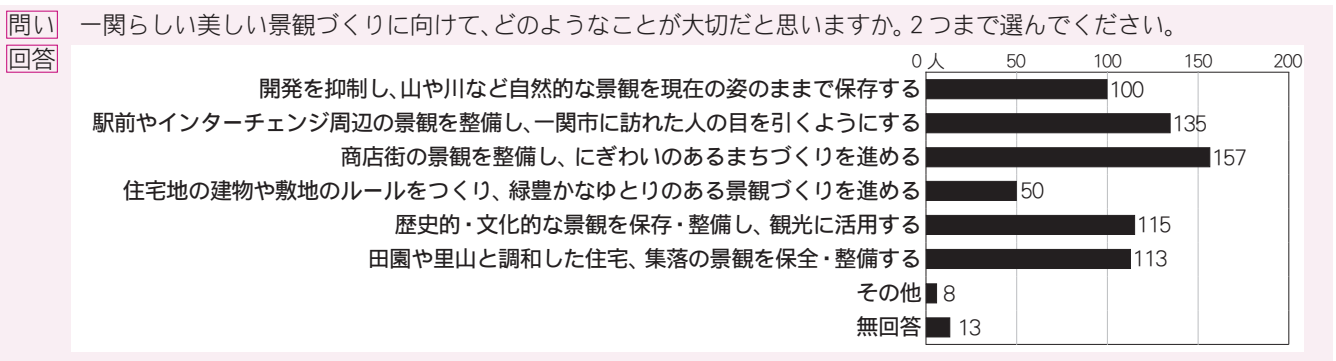 問い 一関らしい美しい景観づくりに向けて、どのようなことが大切だと思いますか。2つまで選んでください。
回答
0人 50 100 150 200
開発を抑制し、山や川など自然的な景観を現在の姿のままで保存する 100
駅前やインターチェンジ周辺の景観を整備し、一関市に訪れた人の目を引くようにする 135
商店街の景観を整備し、にぎわいのあるまちづくりを進める 157
住宅地の建物や敷地のルールをつくり、緑豊かなゆとりのある景観づくりを進める 50
歴史的・文化的な景観を保存・整備し、観光に活用する 115
田園や里山と調和した住宅、集落の景観を保全・整備する 113
その他 8
無回答 13